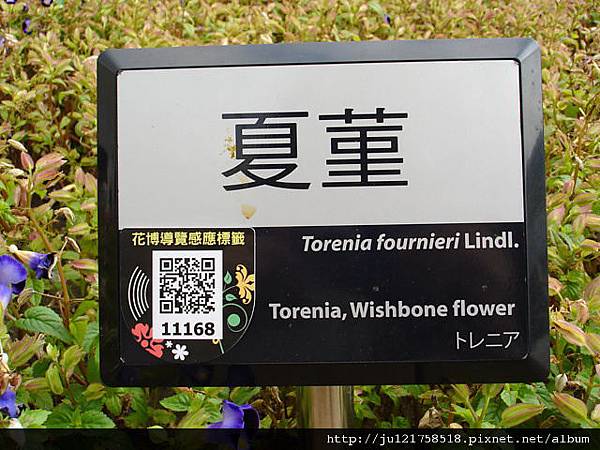 夏菫
花博導覽感應標籤
11168
Torenia fournieri Lindl.
Torenia, Wishbone flower
トレニア
http://ju121758518.pixnet.net/album